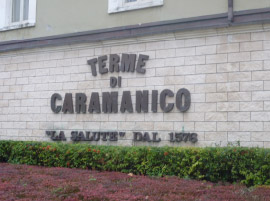 TERME
DI
CARAMANICO
"LA SALUTE" DAL 1576